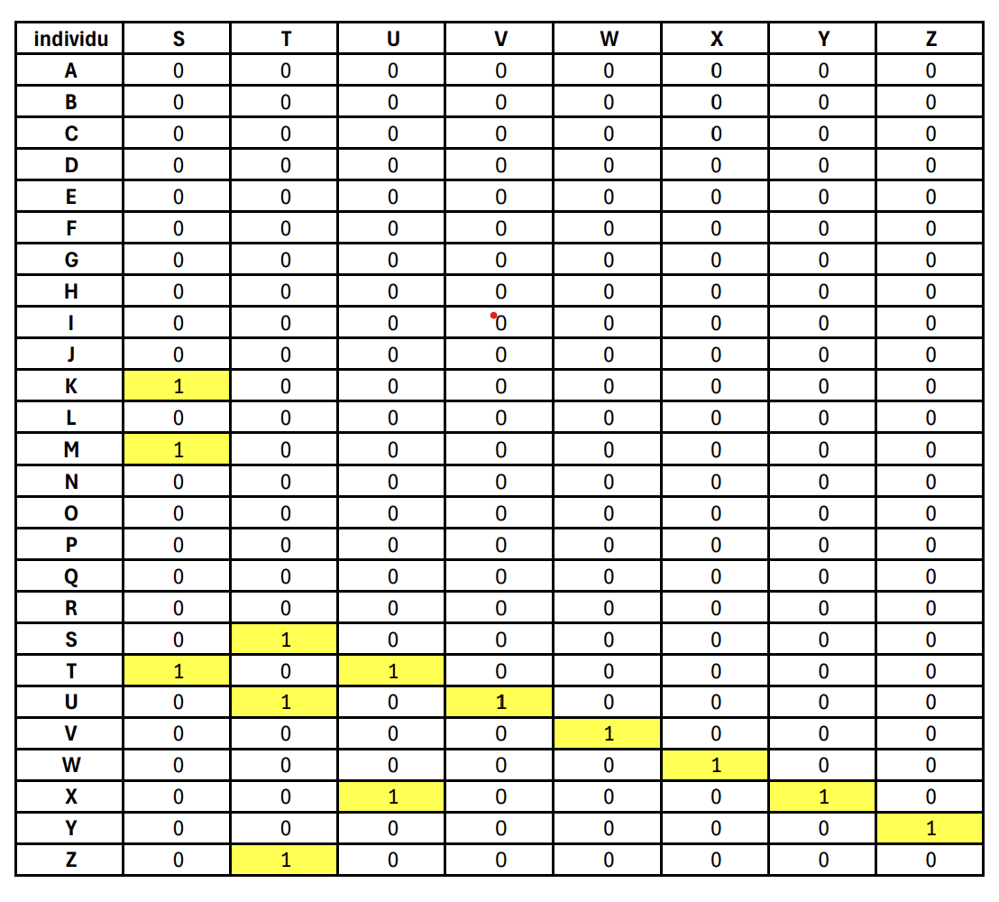 individu S T U V W X Y Z
A 0 0 0 0 0 0 0 0
B 0 0 0 0 0 0 0 0
C 0 0 0 0 0 0 0 0
D 0 0 0 0 0 0 0 0
E 0 0 0 0 0 0 0 0
F 0 0 0 0 0 0 0 0
G 0 0 0 0 0 0 0 0
H 0 0 0 0 0 0 0 0
I 0 0 0 0 0 0 0 0
J 0 0 0 0 0 0 0 0
K 1 0 0 0 0 0 0 0
L 0 0 0 0 0 0 0 0
M 1 0 0 0 0 0 0 0
N 0 0 0 0 0 0 0 0
O 0 0 0 0 0 0 0 0
P 0 0 0 0 0 0 0 0
Q 0 0 0 0 0 0 0 0
R 0 0 0 0 0 0 0 0
S 0 1 0 0 0 0 0 0
T 1 0 1 0 0 0 0 0
U 0 1 0 1 0 0 0 0
V 0 0 0 0 1 0 0 0
W 0 0 0 0 0 1 0 0
X 0 0 1 0 0 0 1 0
Y 0 0 0 0 0 0 0 1
Z 0 1 0 0 0 0 0 0